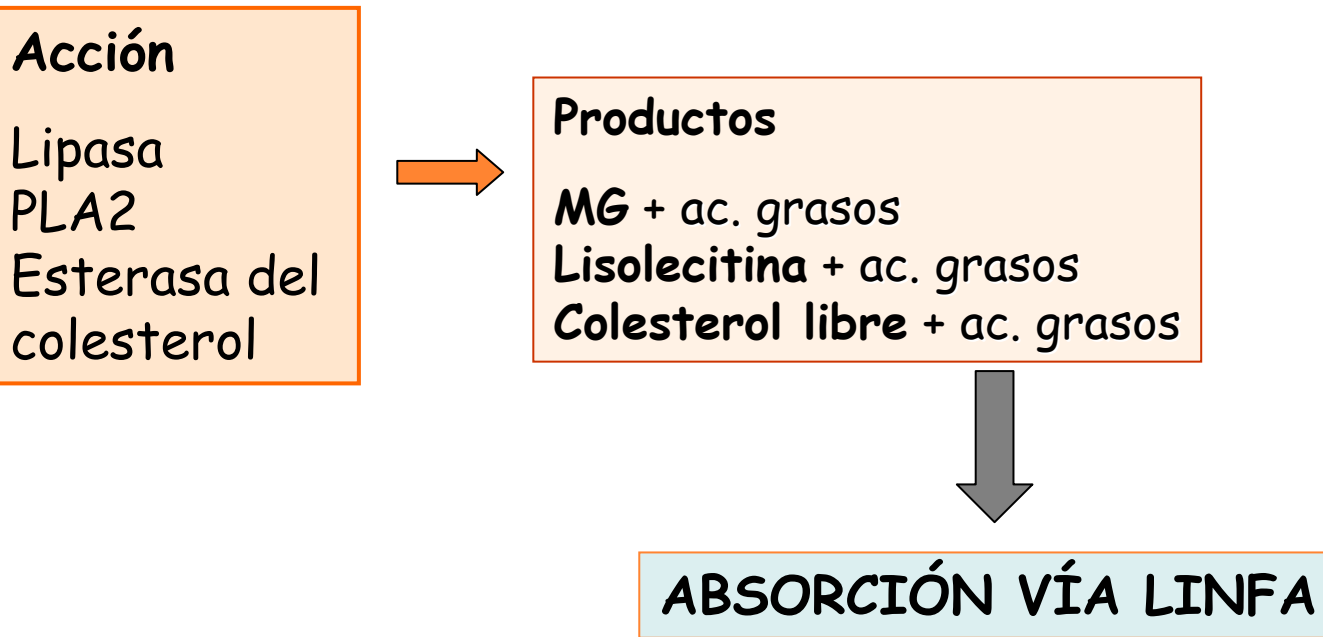 Acción
Lipasa
PLA2
Esterasa del
colesterol
Productos
MG + ac. grasos
Lisolecitina + ac. grasos
Colesterol libre + ac. grasos
ABSORCIÓN VÍA LINFA